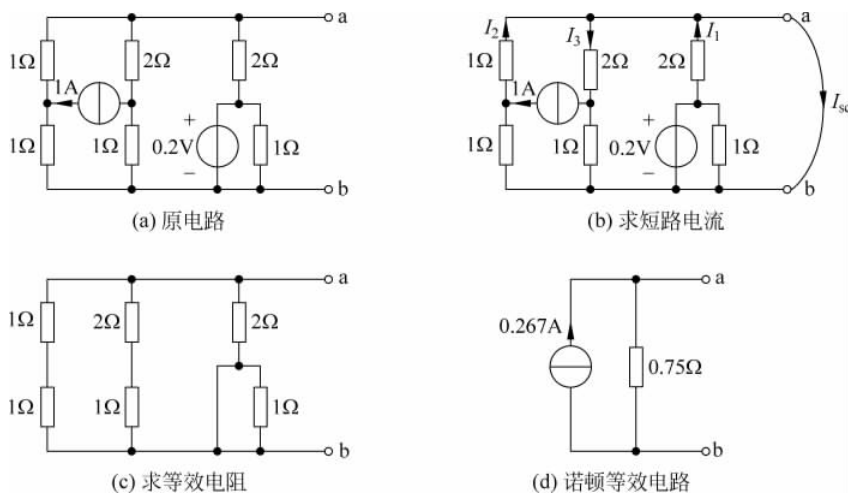 a
1Ω
2Ω
2Ω
1A
1Ω
1Ω
0.2V
+
−
1Ω
b
(a) 原电路
a
I₂
I₃
I₁
1Ω
2Ω
2Ω
1A
Isc
1Ω
1Ω
0.2V
+
−
1Ω
b
(b) 求短路电流
a
1Ω
2Ω
2Ω
1Ω
1Ω
1Ω
b
(c) 求等效电阻
a
0.267A
0.75Ω
b
(d) 诺顿等效电路